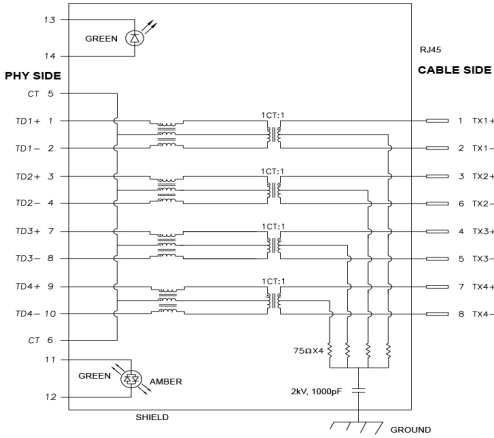 13
GREEN
14
RJ45
PHY SIDE
CABLE SIDE
CT 5
1CT:1
TD1+ 1
1 TX1+
TD1- 2
2 TX1-
1CT:1
TD2+ 3
3 TX2+
TD2- 4
6 TX2-
1CT:1
TD3+ 7
4 TX3+
TD3- 8
5 TX3-
1CT:1
TD4+ 9
7 TX4+
TD4- 10
8 TX4-
CT 6
75ΩX4
11
GREEN
AMBER
2kV, 1000pF
12
SHIELD
GROUND